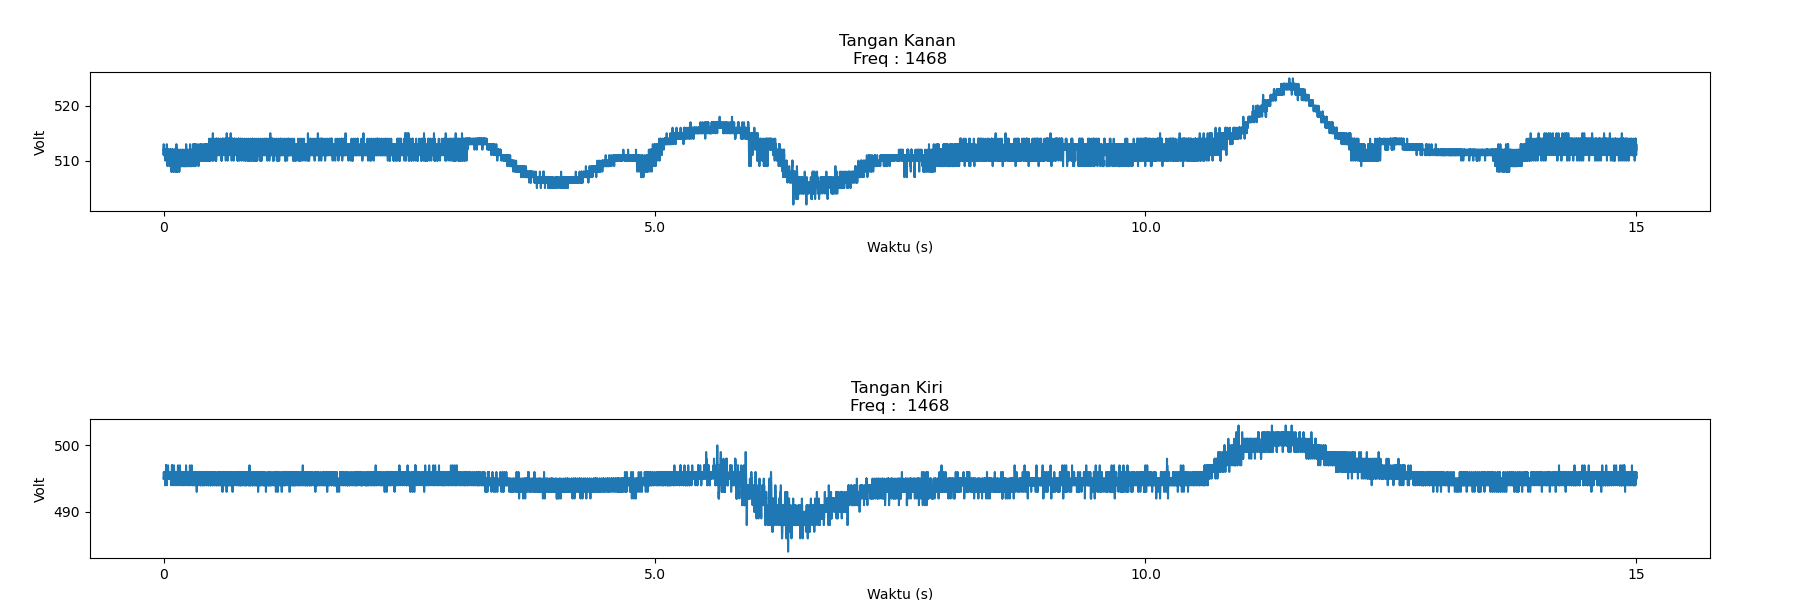 Tangan Kanan
Freq : 1468
Volt
520
510
0 5.0 10.0 15
Waktu (s)
Tangan Kiri
Freq :  1468
Volt
500
490
0 5.0 10.0 15
Waktu (s)